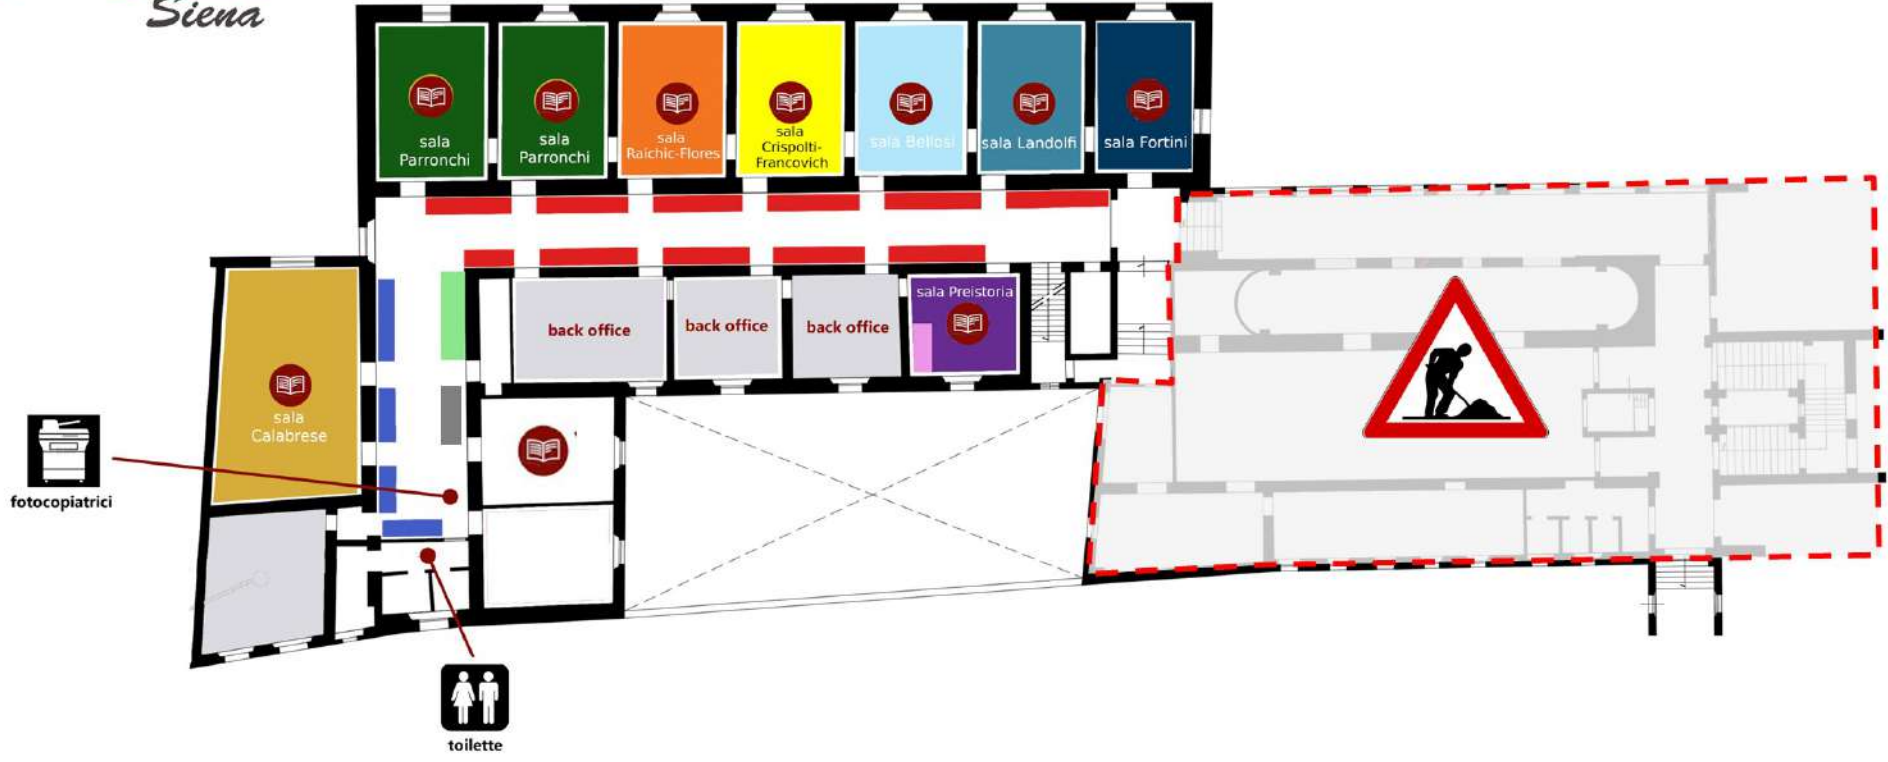 Siena
sala
Parronchi
sala
Parronchi
sala
Raichic-Flores
sala
Crispolti-
Francovich
sala Bellosi
sala Landolfi
sala Fortini
sala Preistoria
back office
back office
back office
sala
Calabrese
fotocopiatrici
toilette